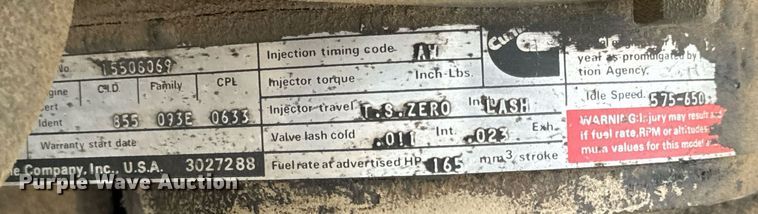 No. 15506069
Engine C.I.D. Family CPL
Ident 855 093E 0633
Warranty start date
Company, Inc., U.S.A. 3027288
Injection timing code AY
Injector torque Inch-Lbs.
Injector travel T.S.ZERO Int LASH
Valve lash cold .011 Int. .023 Exh.
Fuel rate at advertised HP 165 mm3 stroke
year as promulgated by
tion Agency.
Idle Speed 575-650
WARNING: Injury may result
if fuel rate, RPM or altitudes
values for this model
Purple Wave Auction